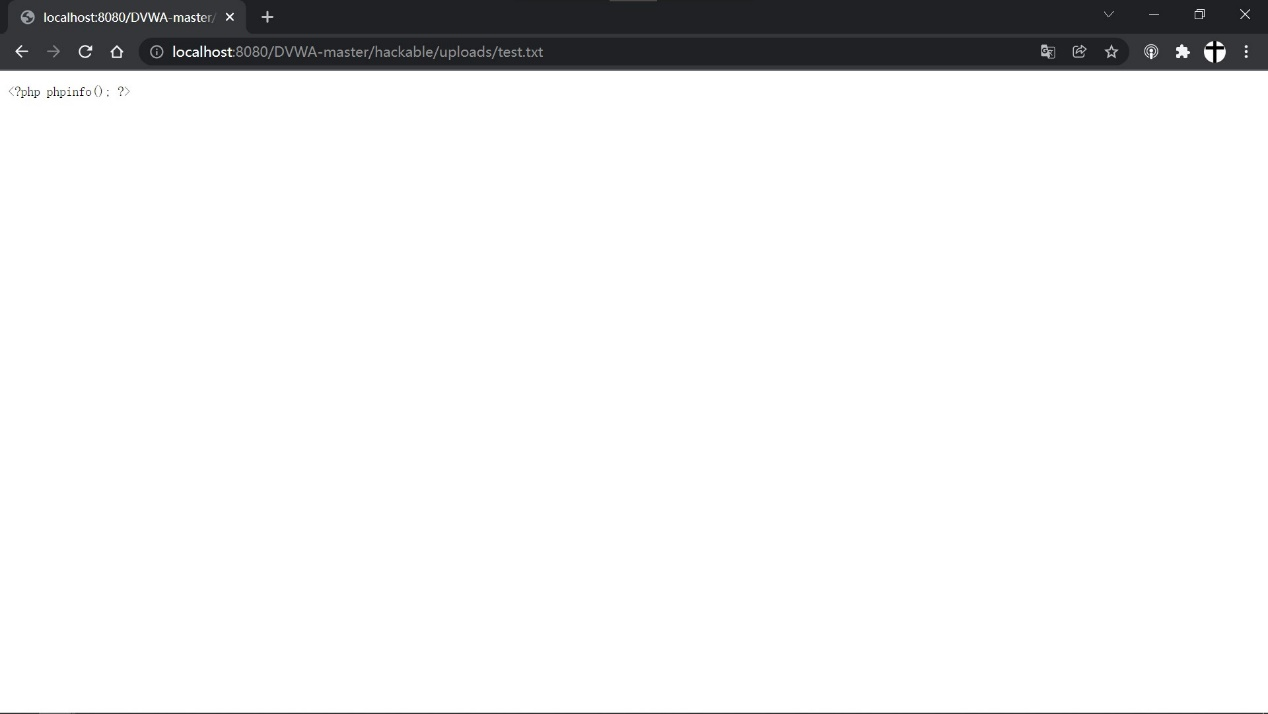 localhost:8080/DVWA-master/
localhost:8080/DVWA-master/hackable/uploads/test.txt
<?php phpinfo(); ?>